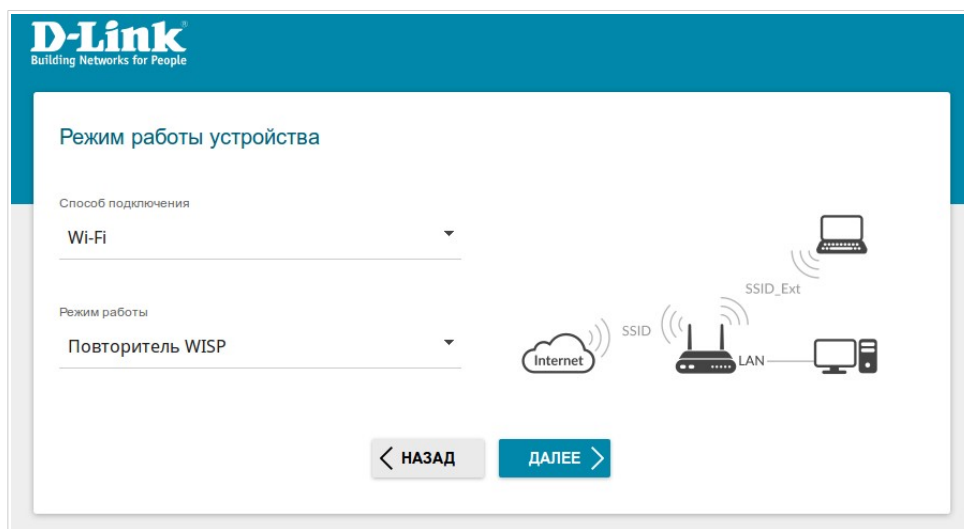 D-Link®
Building Networks for People
Режим работы устройства
Способ подключения
Wi-Fi
Режим работы
Повторитель WISP
SSID_Ext
SSID
Internet
LAN
НАЗАД
ДАЛЕЕ